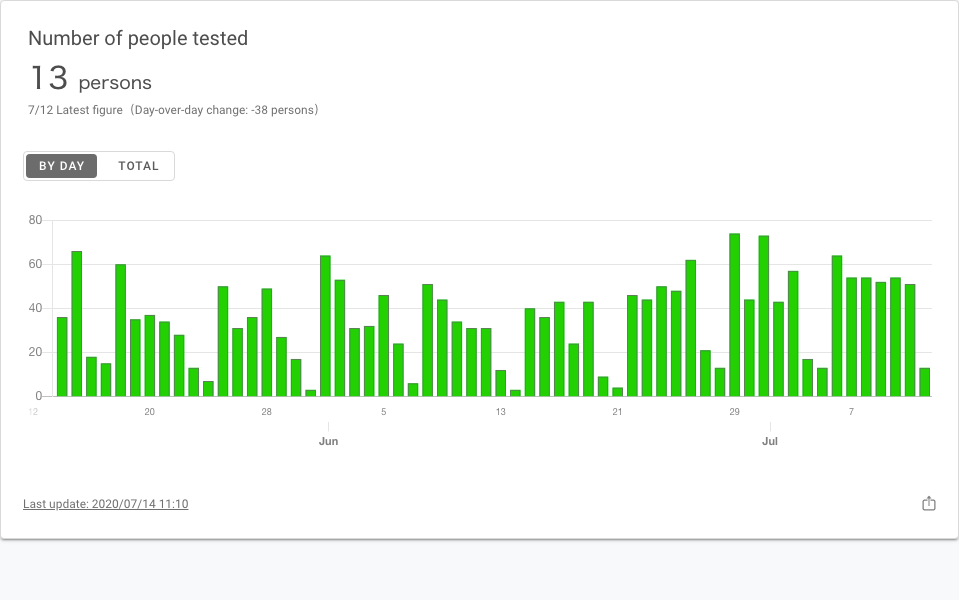 Number of people tested
13 persons
7/12 Latest figure（Day-over-day change: -38 persons）
BY DAY TOTAL
80
60
40
20
0
12 20 28 5 13 21 29 7
Jun Jul
Last update: 2020/07/14 11:10